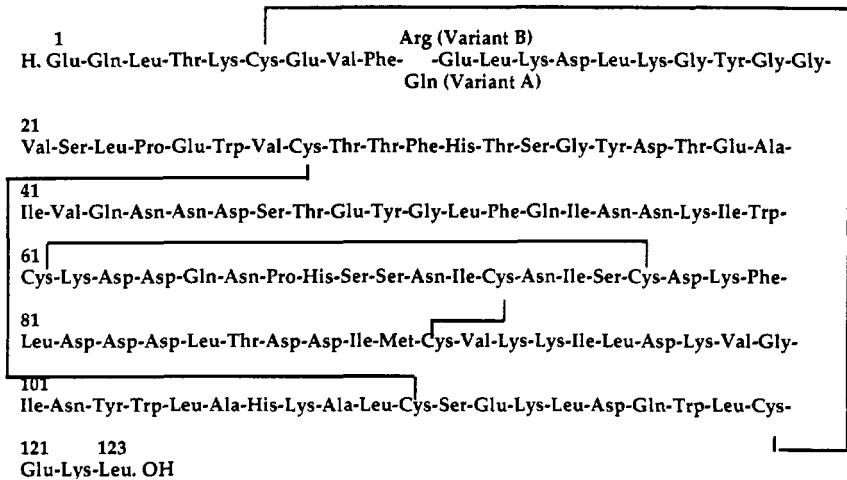 1 Arg (Variant B)
H. Glu-Gln-Leu-Thr-Lys-Cys-Glu-Val-Phe- -Glu-Leu-Lys-Asp-Leu-Lys-Gly-Tyr-Gly-Gly-
Gln (Variant A)
21
Val-Ser-Leu-Pro-Glu-Trp-Val-Cys-Thr-Thr-Phe-His-Thr-Ser-Gly-Tyr-Asp-Thr-Glu-Ala-
41
Ile-Val-Gln-Asn-Asn-Asp-Ser-Thr-Glu-Tyr-Gly-Leu-Phe-Gln-Ile-Asn-Asn-Lys-Ile-Trp-
61
Cys-Lys-Asp-Asp-Gln-Asn-Pro-His-Ser-Ser-Asn-Ile-Cys-Asn-Ile-Ser-Cys-Asp-Lys-Phe-
81
Leu-Asp-Asp-Asp-Leu-Thr-Asp-Asp-Ile-Met-Cys-Val-Lys-Lys-Ile-Leu-Asp-Lys-Val-Gly-
101
Ile-Asn-Tyr-Trp-Leu-Ala-His-Lys-Ala-Leu-Cys-Ser-Glu-Lys-Leu-Asp-Gln-Trp-Leu-Cys-
121 123
Glu-Lys-Leu. OH